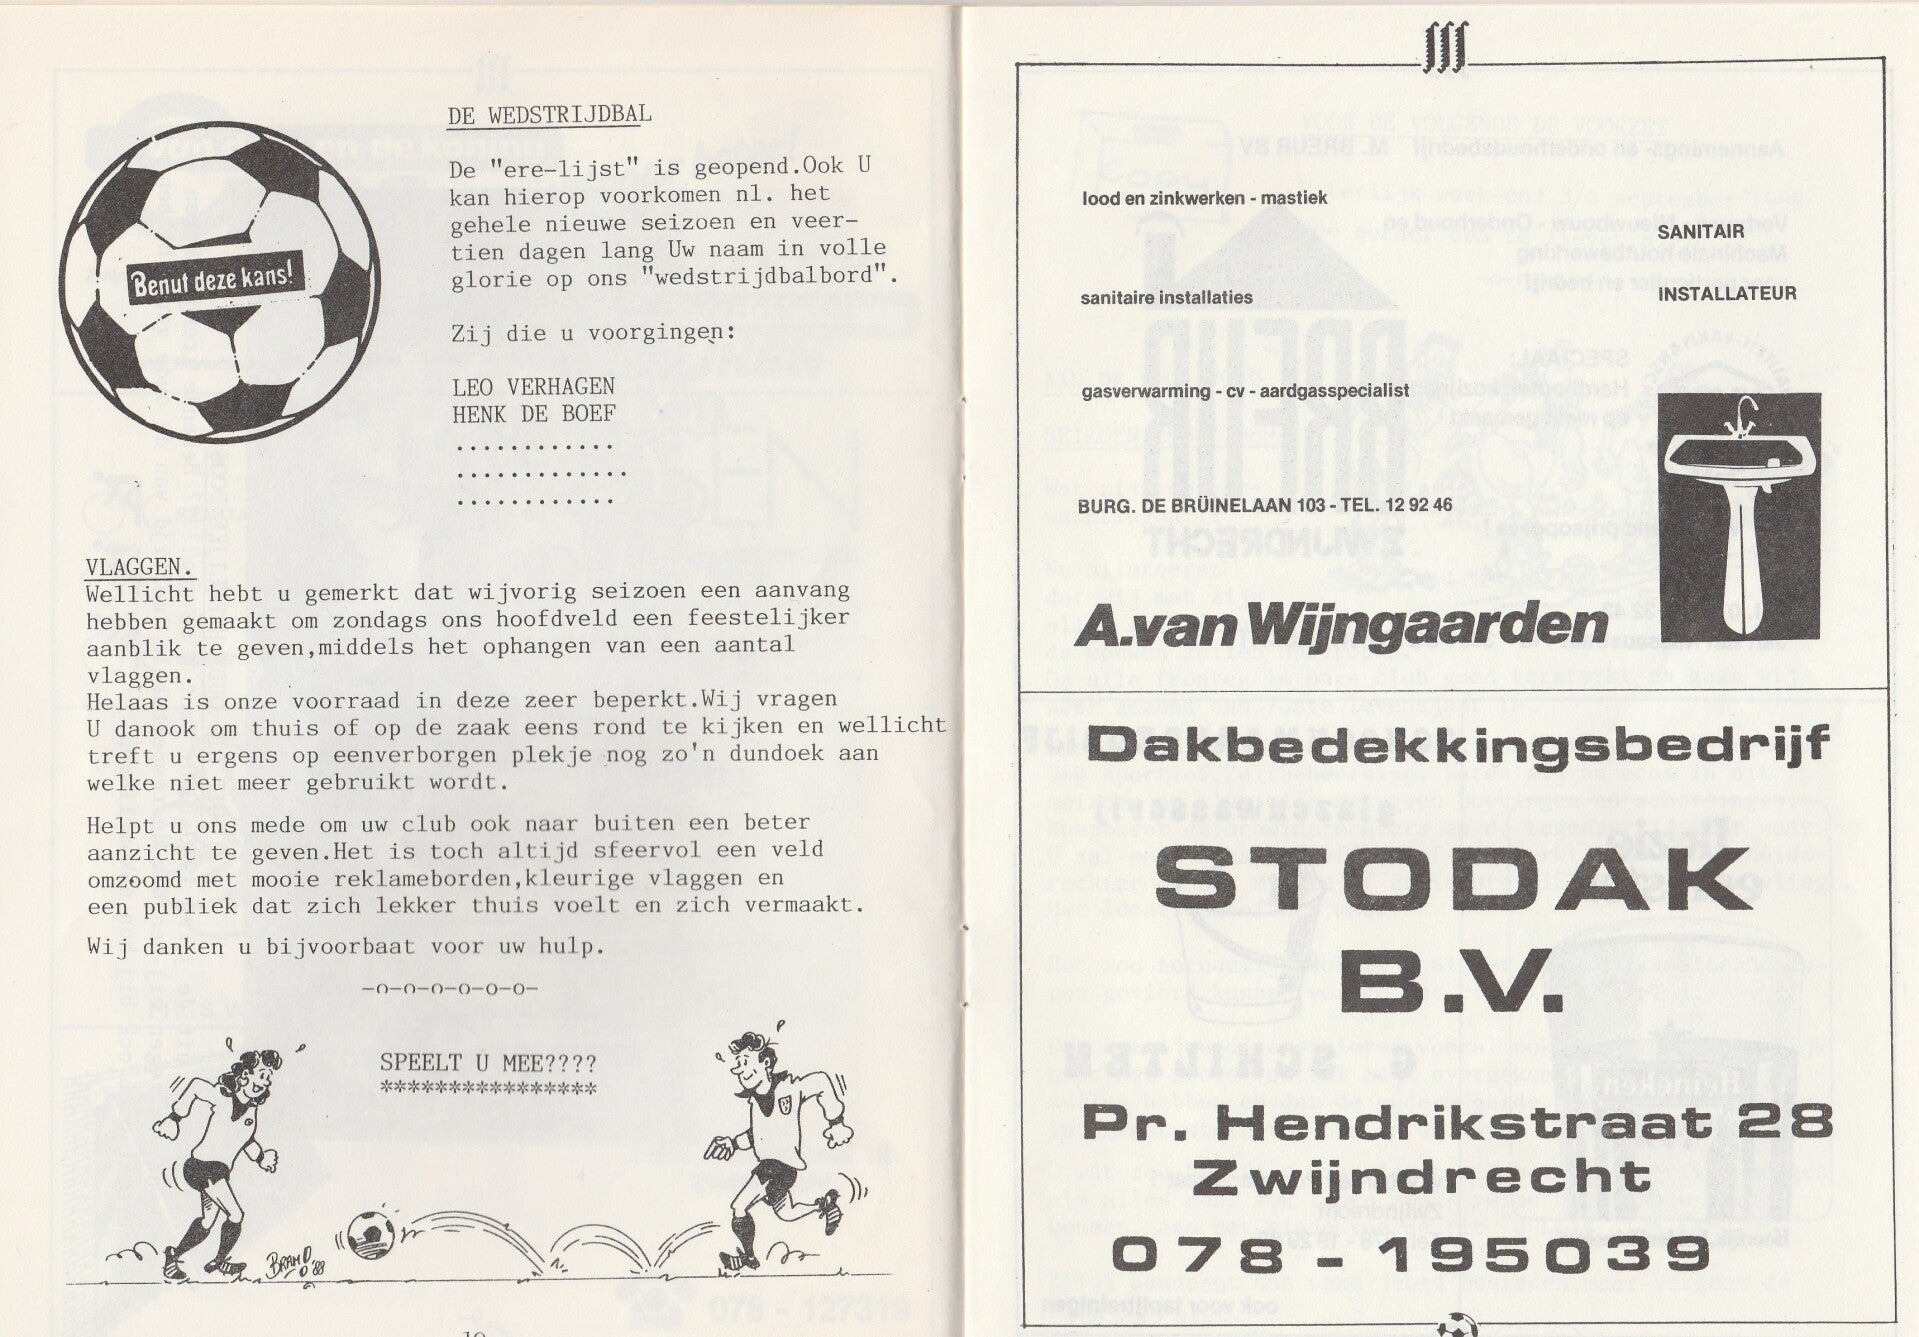 DE WEDSTRIJDBAL
De "ere-lijst" is geopend.Ook U
kan hierop voorkomen nl. het
gehele nieuwe seizoen en veer-
tien dagen lang Uw naam in volle
glorie op ons "wedstrijdbalbord".
Benut deze kans!
Zij die u voorgingen:
LEO VERHAGEN
HENK DE BOEF
............
.............
............
VLAGGEN.
Wellicht hebt u gemerkt dat wijvorig seizoen een aanvang
hebben gemaakt om zondags ons hoofdveld een feestelijker
aanblik te geven,middels het ophangen van een aantal
vlaggen.
Helaas is onze voorraad in deze zeer beperkt.Wij vragen
U danook om thuis of op de zaak eens rond te kijken en wellicht
treft u ergens op eenverborgen plekje nog zo'n dundoek aan
welke niet meer gebruikt wordt.
Helpt u ons mede om uw club ook naar buiten een beter
aanzicht te geven.Het is toch altijd sfeervol een veld
omzoomd met mooie reklameborden,kleurige vlaggen en
een publiek dat zich lekker thuis voelt en zich vermaakt.
Wij danken u bijvoorbaat voor uw hulp.
-o-o-o-o-o-o-
SPEELT U MEE????
****************
BRAM D. '88
lood en zinkwerken - mastiek
SANITAIR
sanitaire installaties
INSTALLATEUR
gasverwarming - cv - aardgasspecialist
BURG. DE BRÜINELAAN 103 - TEL. 12 92 46
A.van Wijngaarden
Dakbedekkingsbedrijf
STODAK
B.V.
Pr. Hendrikstraat 28
Zwijndrecht
078 - 195039